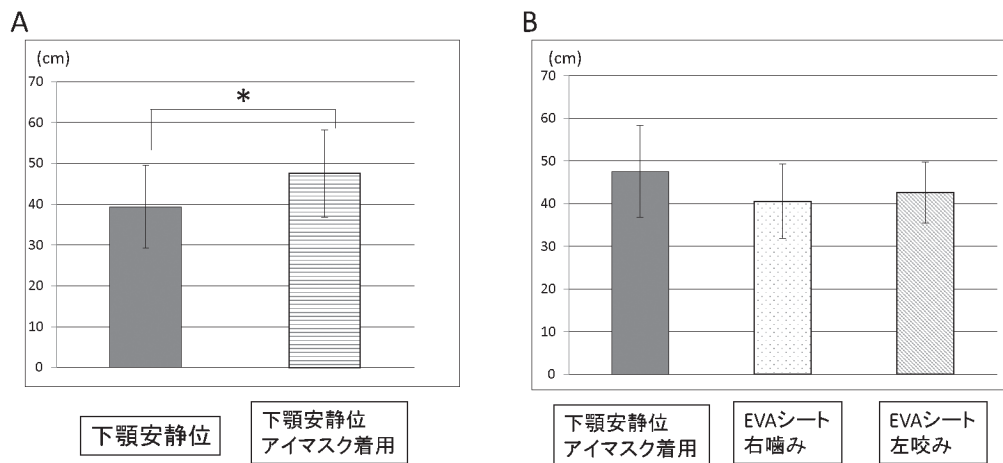 A
(cm)
70
60
50
40
30
20
10
0
*
下顎安静位
下顎安静位
アイマスク着用
B
(cm)
70
60
50
40
30
20
10
0
下顎安静位
アイマスク着用
EVAシート
右噛み
EVAシート
左咬み